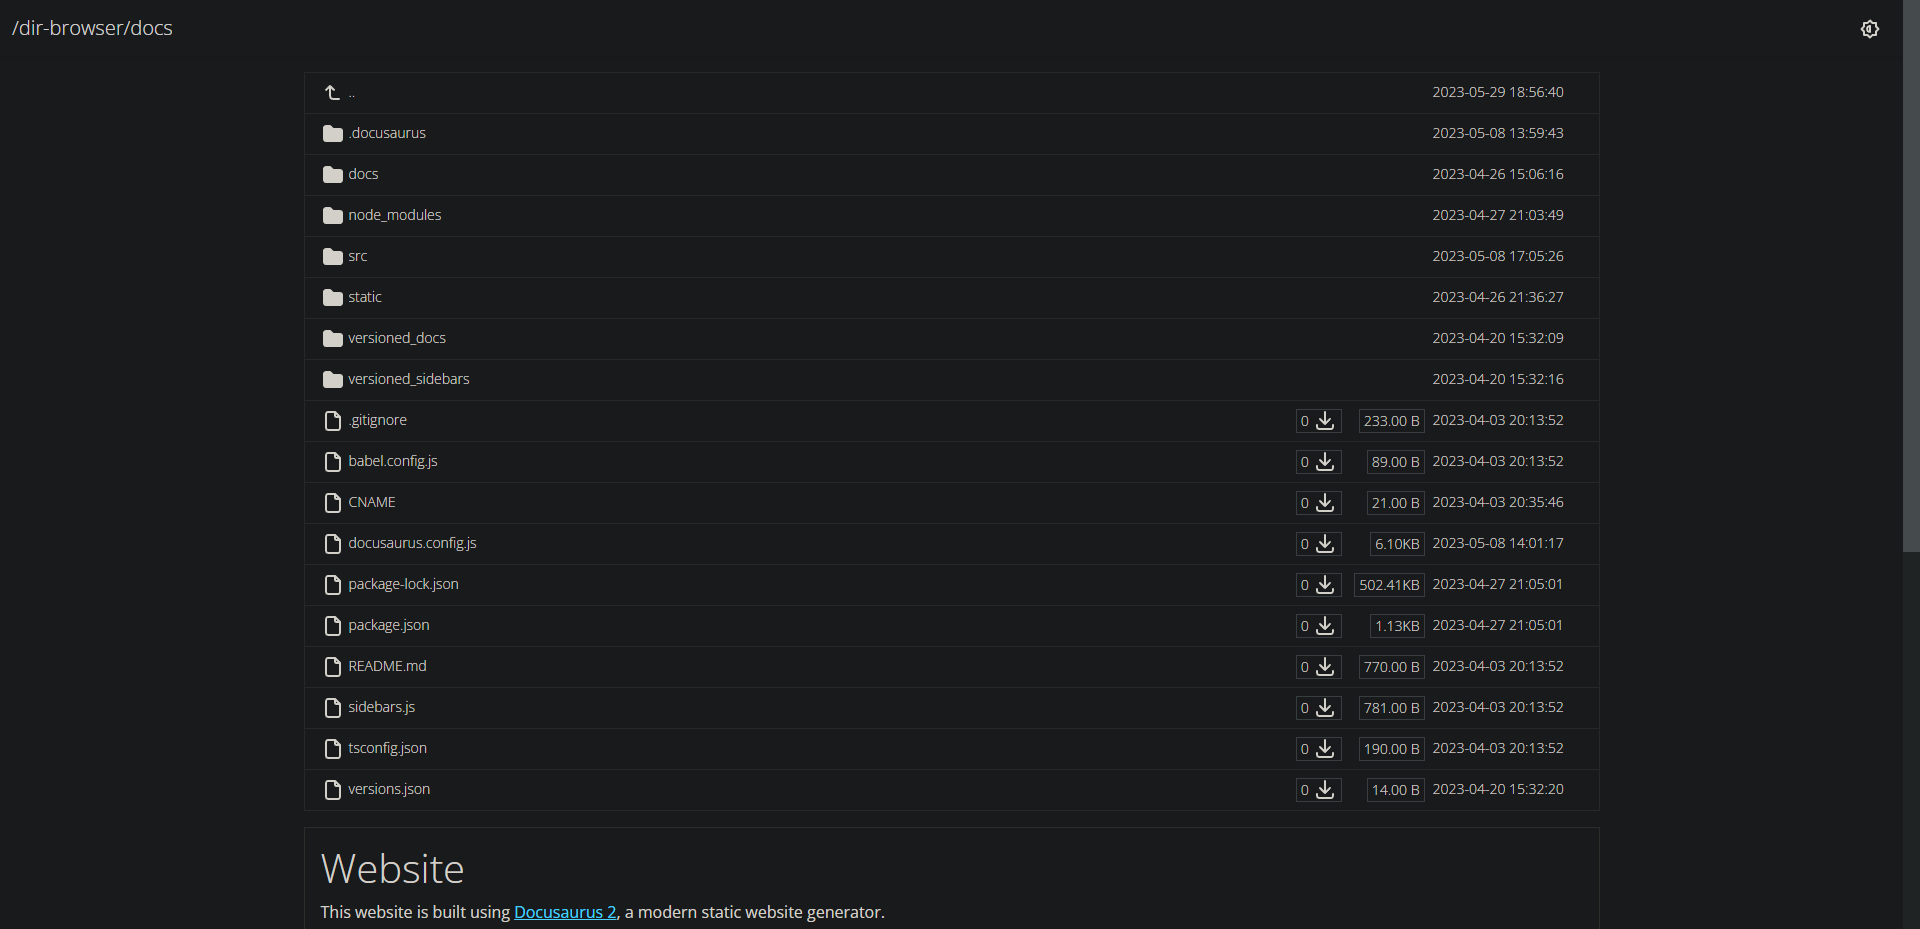 /dir-browser/docs
.. 2023-05-29 18:56:40
.docusaurus 2023-05-08 13:59:43
docs 2023-04-26 15:06:16
node_modules 2023-04-27 21:03:49
src 2023-05-08 17:05:26
static 2023-04-26 21:36:27
versioned_docs 2023-04-20 15:32:09
versioned_sidebars 2023-04-20 15:32:16
.gitignore 0 233.00 B 2023-04-03 20:13:52
babel.config.js 0 89.00 B 2023-04-03 20:13:52
CNAME 0 21.00 B 2023-04-03 20:35:46
docusaurus.config.js 0 6.10KB 2023-05-08 14:01:17
package-lock.json 0 502.41KB 2023-04-27 21:05:01
package.json 0 1.13KB 2023-04-27 21:05:01
README.md 0 770.00 B 2023-04-03 20:13:52
sidebars.js 0 781.00 B 2023-04-03 20:13:52
tsconfig.json 0 190.00 B 2023-04-03 20:13:52
versions.json 0 14.00 B 2023-04-20 15:32:20
Website
This website is built using Docusaurus 2, a modern static website generator.